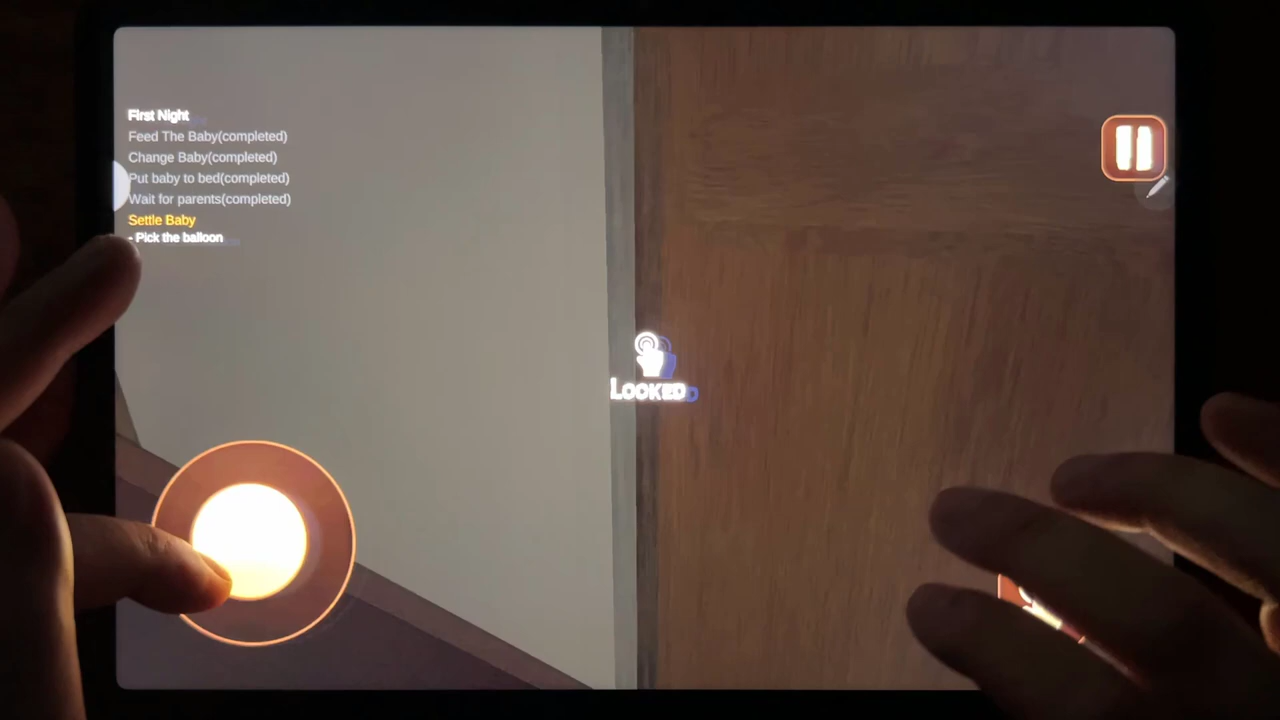 First Night
Feed The Baby(completed)
Change Baby(completed)
Put baby to bed(completed)
Wait for parents(completed)
Settle Baby
- Pick the balloon
LOOKED